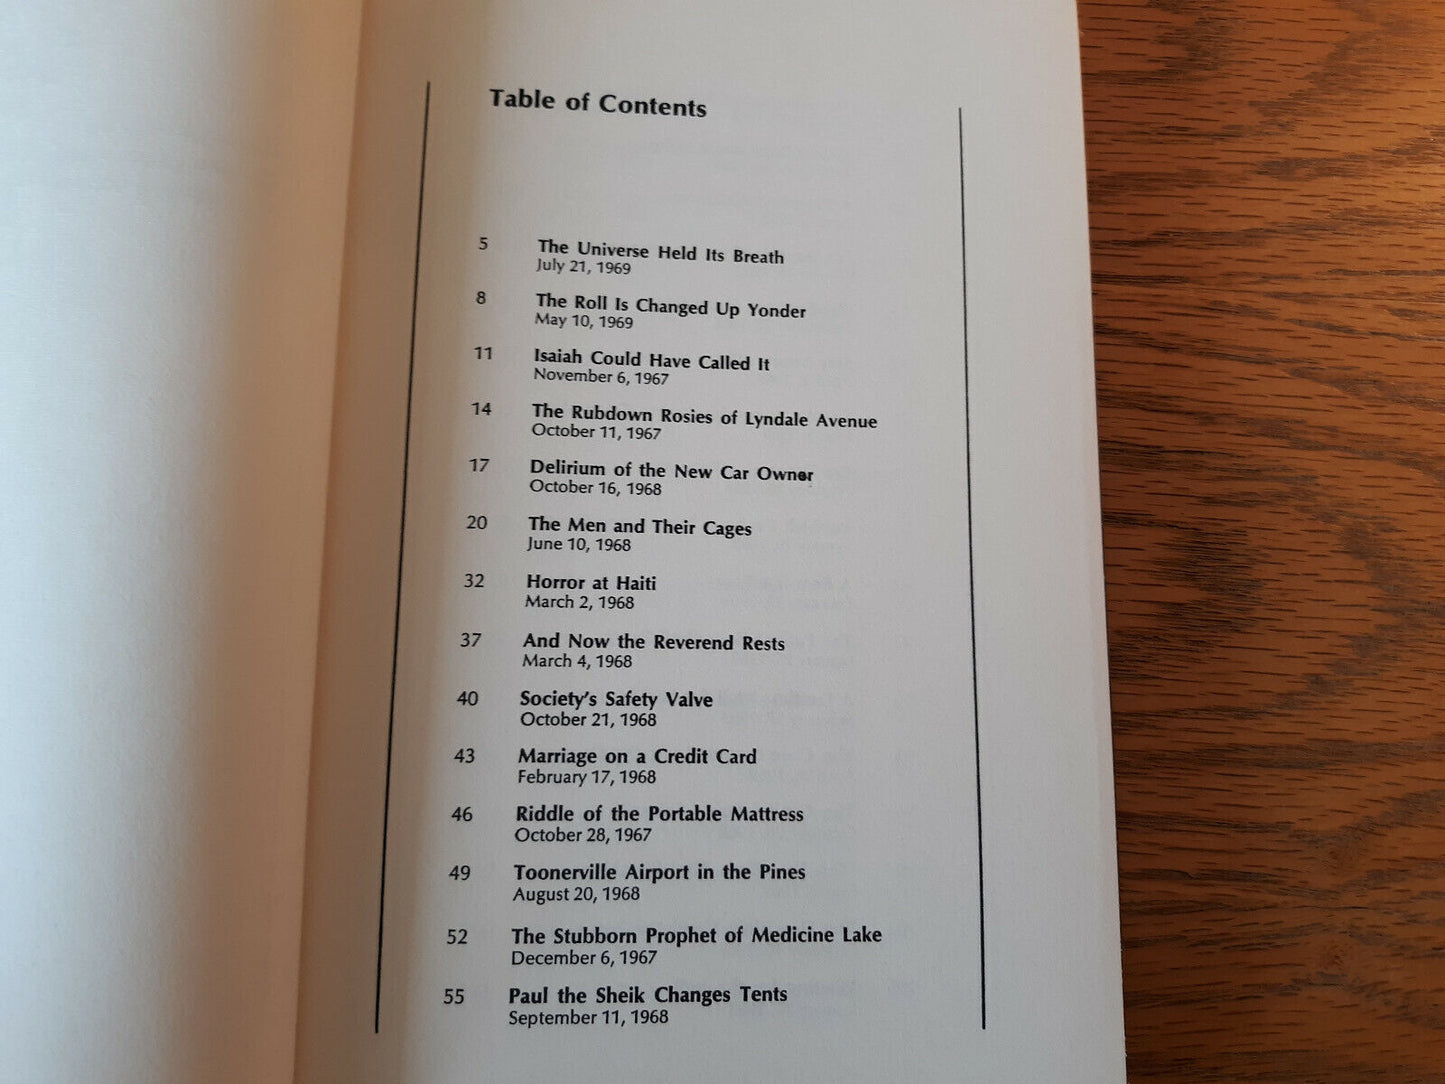 Table of Contents
5 The Universe Held Its Breath
July 21, 1969
8 The Roll Is Changed Up Yonder
May 10, 1969
11 Isaiah Could Have Called It
November 6, 1967
14 The Rubdown Rosies of Lyndale Avenue
October 11, 1967
17 Delirium of the New Car Owner
October 16, 1968
20 The Men and Their Cages
June 10, 1968
32 Horror at Haiti
March 2, 1968
37 And Now the Reverend Rests
March 4, 1968
40 Society's Safety Valve
October 21, 1968
43 Marriage on a Credit Card
February 17, 1968
46 Riddle of the Portable Mattress
October 28, 1967
49 Toonerville Airport in the Pines
August 20, 1968
52 The Stubborn Prophet of Medicine Lake
December 6, 1967
55 Paul the Sheik Changes Tents
September 11, 1968